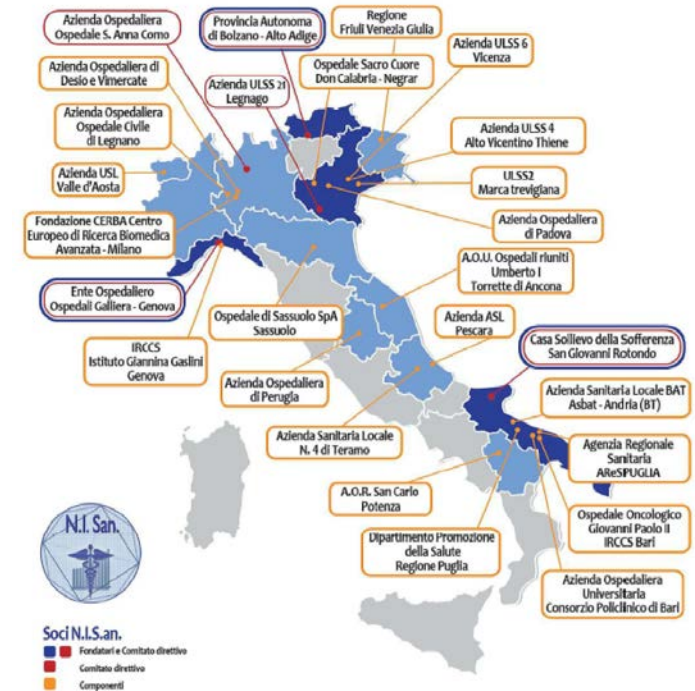 Azienda Ospedaliera
Ospedale S. Anna Como
Provincia Autonoma
di Bolzano - Alto Adige
Regione
Friuli Venezia Giulia
Azienda ULSS 6
Vicenza
Azienda Ospedaliera di
Desio e Vimercate
Azienda ULSS 21
Legnago
Ospedale Sacro Cuore
Don Calabria - Negrar
Azienda Ospedaliera
Ospedale Civile
di Legnano
Azienda ULSS 4
Alto Vicentino Thiene
Azienda USL
Valle d'Aosta
ULSS2
Marca trevigiana
Fondazione CERBA Centro
Europeo di Ricerca Biomedica
Avanzata - Milano
Azienda Ospedaliera
di Padova
A.O.U. Ospedali riuniti
Umberto I
Torrette di Ancona
Ente Ospedaliero
Ospedali Galliera - Genova
Ospedale di Sassuolo SpA
Sassuolo
Azienda ASL
Pescara
IRCCS
Istituto Giannina Gaslini
Genova
Casa Sollievo della Sofferenza
San Giovanni Rotondo
Azienda Ospedaliera
di Perugia
Azienda Sanitaria Locale BAT
Asbat - Andria (BT)
Azienda Sanitaria Locale
N. 4 di Teramo
Agenzia Regionale
Sanitaria
AReSPUGLIA
A.O.R. San Carlo
Potenza
Ospedale Oncologico
Giovanni Paolo II
IRCCS Bari
Dipartimento Promozione
della Salute
Regione Puglia
Azienda Ospedaliera
Universitaria
Consorzio Policlinico di Bari
N.I. San.
Soci N.I.S.an.
Fondatori e Comitato direttivo
Comitato direttivo
Componenti